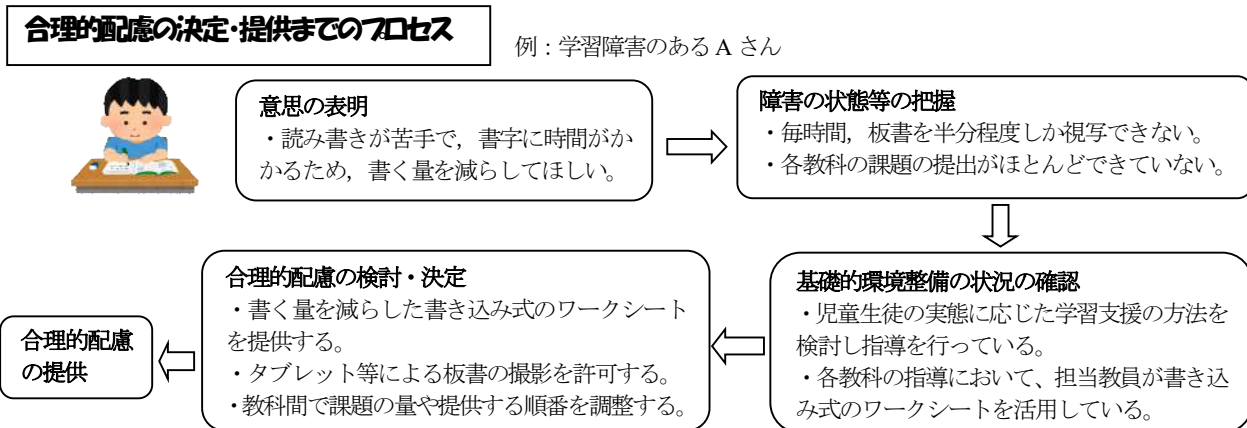 合理的配慮の決定・提供までのプロセス
例：学習障害のある A さん
意思の表明
・読み書きが苦手で，書字に時間がか
かるため，書く量を減らしてほしい。
障害の状態等の把握
・毎時間，板書を半分程度しか視写できない。
・各教科の課題の提出がほとんどできていない。
基礎的環境整備の状況の確認
・児童生徒の実態に応じた学習支援の方法を
検討し指導を行っている。
・各教科の指導において、担当教員が書き込
み式のワークシートを活用している。
合理的配慮の検討・決定
・書く量を減らした書き込み式のワークシート
を提供する。
・タブレット等による板書の撮影を許可する。
・教科間で課題の量や提供する順番を調整する。
合理的配慮
の提供